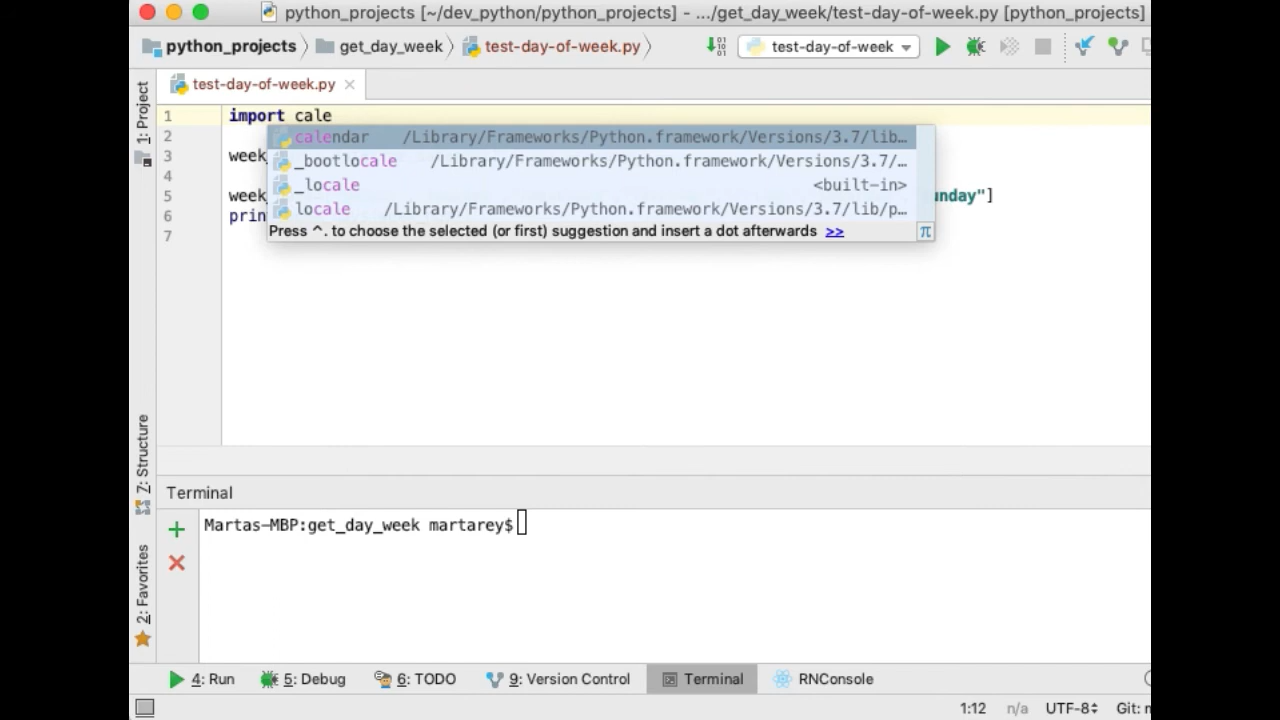 python_projects [~/dev_python/python_projects] - .../get_day_week/test-day-of-week.py [python_projects]
python_projects get_day_week test-day-of-week.py test-day-of-week
1: Project
test-day-of-week.py
1 import cale
calendar /Library/Frameworks/Python.framework/Versions/3.7/lib…
2
_bootlocale /Library/Frameworks/Python.framework/Versions/3.7/…
3 week
_locale <built-in>
4
5 week unday"]
locale /Library/Frameworks/Python.framework/Versions/3.7/lib/p…
6 prin
Press ^. to choose the selected (or first) suggestion and insert a dot afterwards >> π
7
7: Structure
2: Favorites
Terminal
Martas-MBP:get_day_week martarey$
4: Run 5: Debug 6: TODO 9: Version Control Terminal RNConsole
1:12 n/a UTF-8 Git: